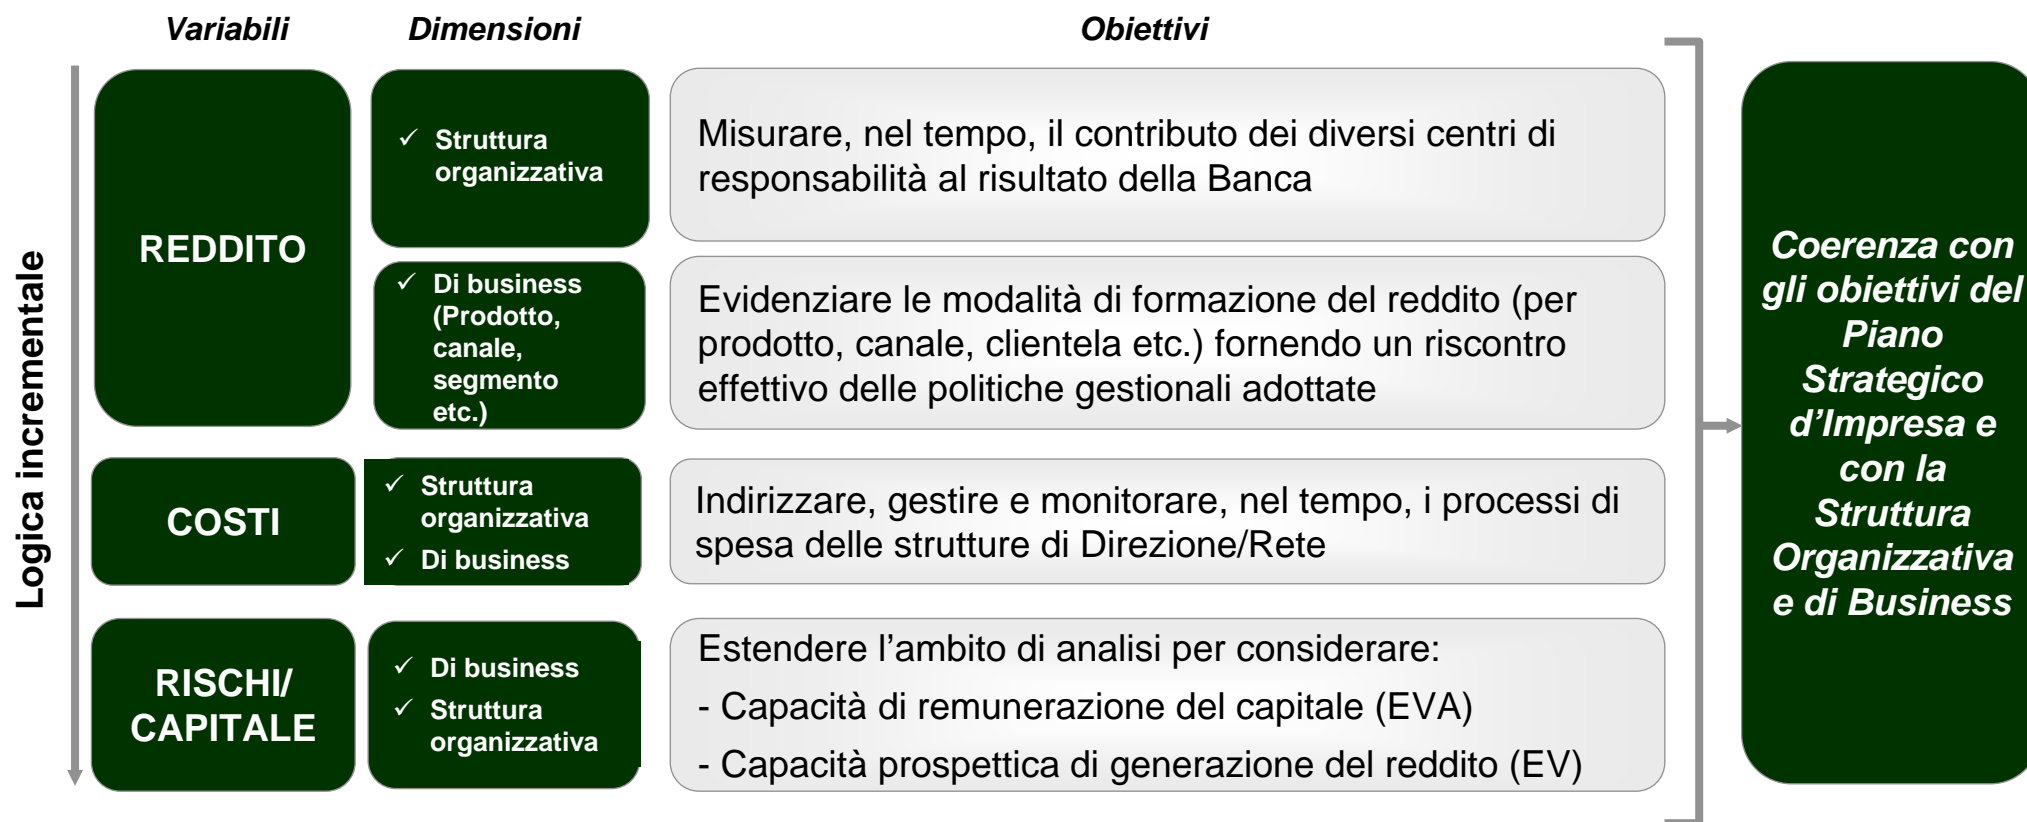 Variabili
Dimensioni
Obiettivi
Logica incrementale
REDDITO
✓ Struttura
organizzativa
Misurare, nel tempo, il contributo dei diversi centri di
responsabilità al risultato della Banca
✓ Di business
(Prodotto,
canale,
segmento
etc.)
Evidenziare le modalità di formazione del reddito (per
prodotto, canale, clientela etc.) fornendo un riscontro
effettivo delle politiche gestionali adottate
COSTI
✓ Struttura
organizzativa
✓ Di business
Indirizzare, gestire e monitorare, nel tempo, i processi di
spesa delle strutture di Direzione/Rete
RISCHI/
CAPITALE
✓ Di business
✓ Struttura
organizzativa
Estendere l’ambito di analisi per considerare:
- Capacità di remunerazione del capitale (EVA)
- Capacità prospettica di generazione del reddito (EV)
Coerenza con
gli obiettivi del
Piano
Strategico
d’Impresa e
con la
Struttura
Organizzativa
e di Business